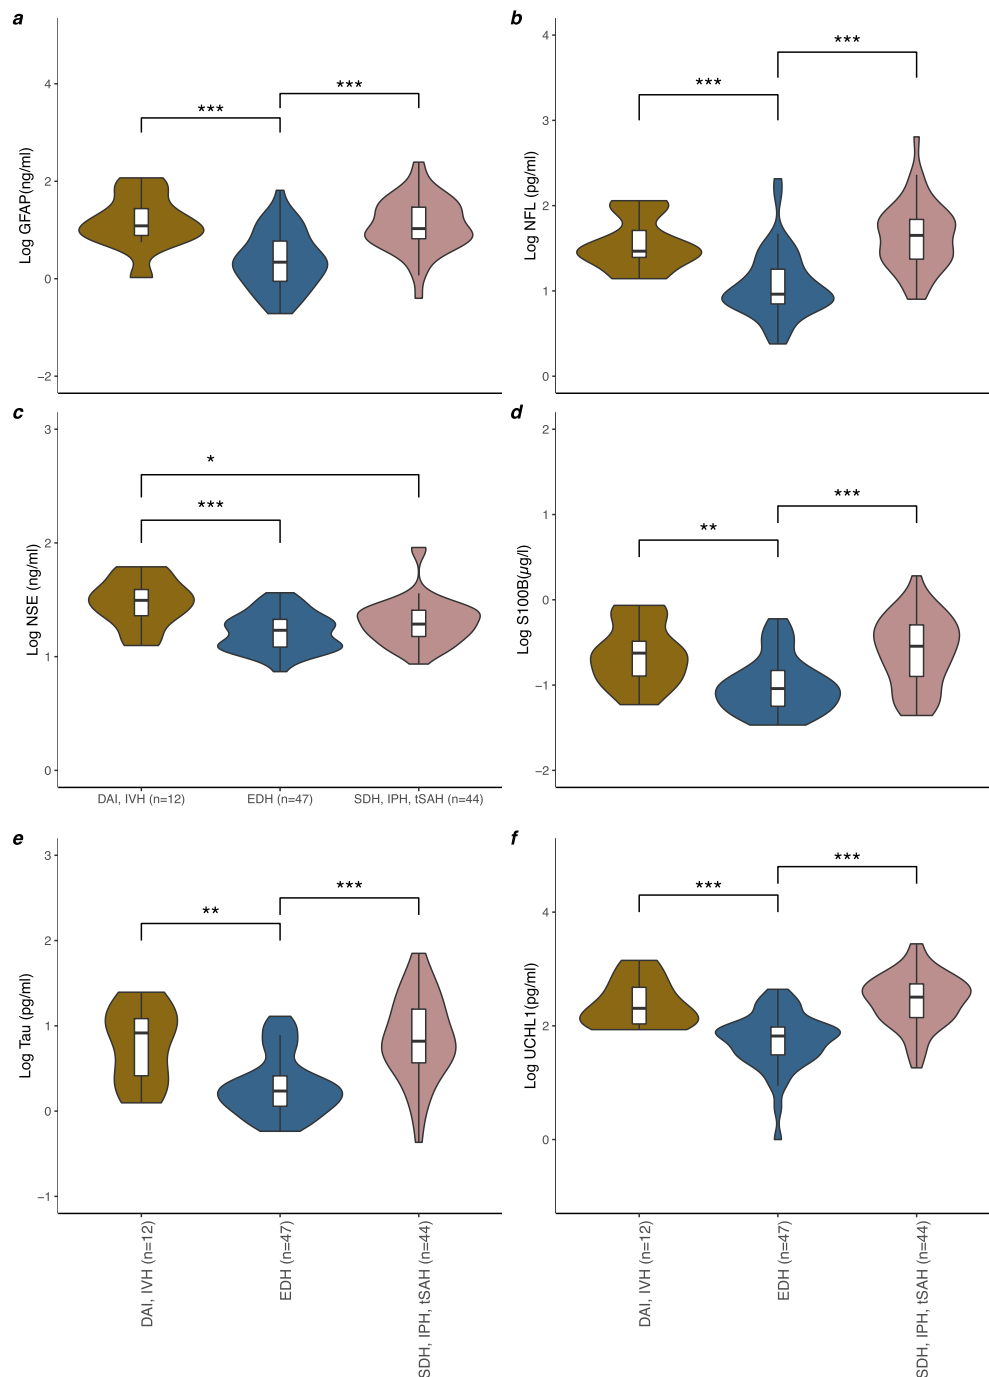 a
Log GFAP(ng/ml)
4
2
0
−2
***
***
b
Log NFL (pg/ml)
4
3
2
1
0
***
***
c
Log NSE (ng/ml)
3
2
1
0
*
***
DAI, IVH (n=12)
EDH (n=47)
SDH, IPH, tSAH (n=44)
d
Log S100B(µg/l)
2
1
0
−1
−2
**
***
e
Log Tau (pg/ml)
3
2
1
0
−1
**
***
DAI, IVH (n=12)
EDH (n=47)
SDH, IPH, tSAH (n=44)
f
Log UCHL1(pg/ml)
4
2
0
***
***
DAI, IVH (n=12)
EDH (n=47)
SDH, IPH, tSAH (n=44)